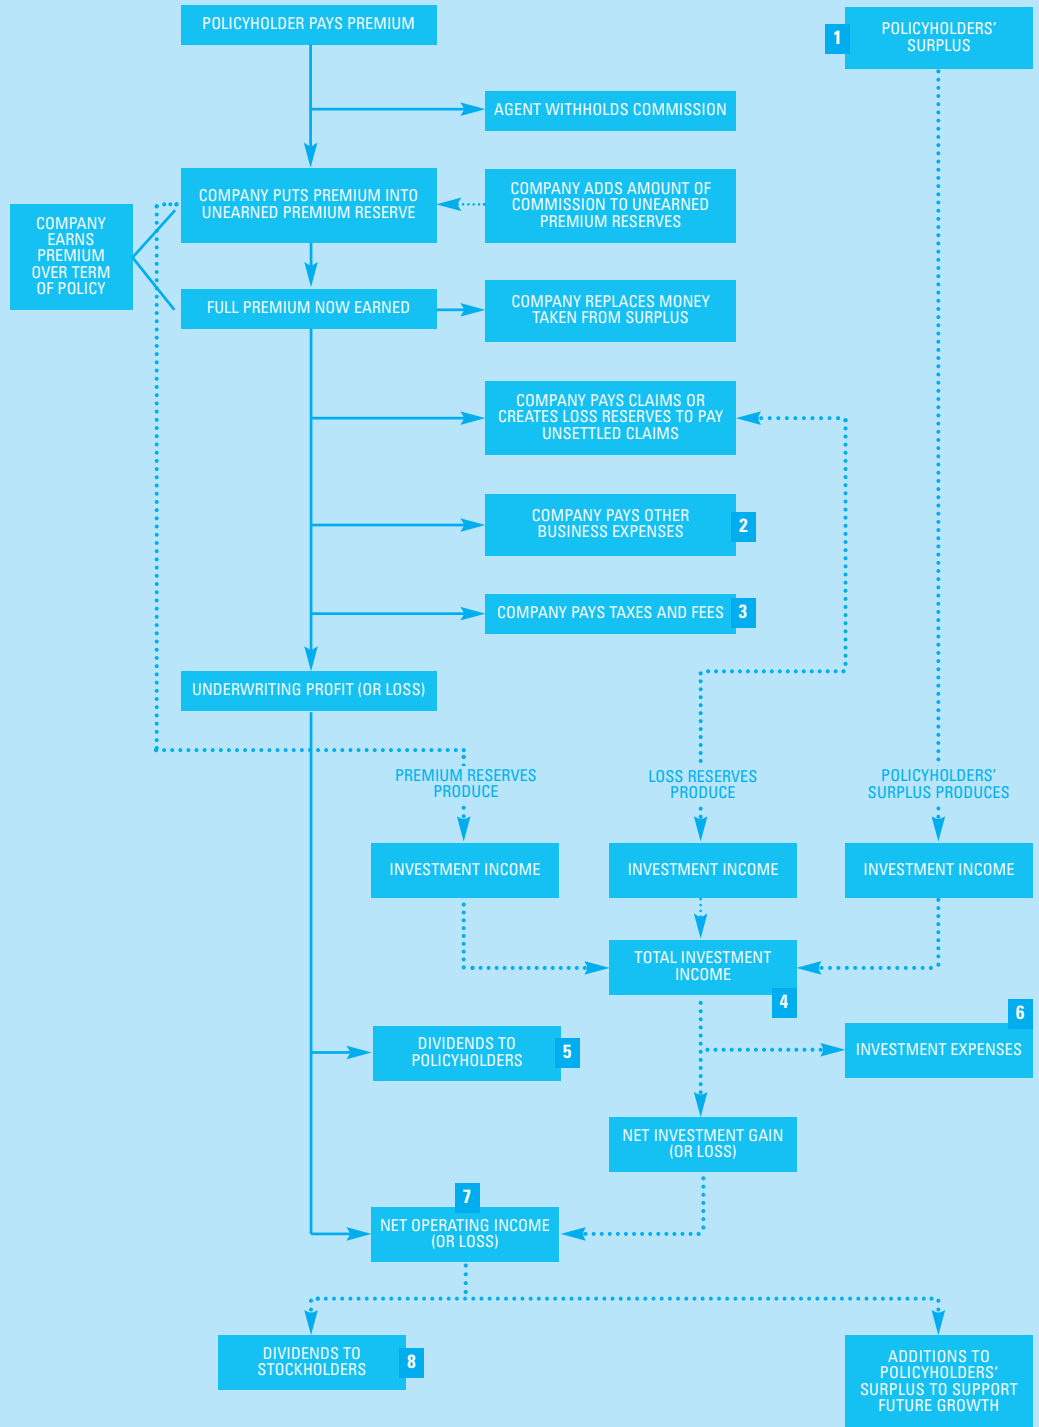 POLICYHOLDER PAYS PREMIUM
1
POLICYHOLDERS'
SURPLUS
AGENT WITHHOLDS COMMISSION
COMPANY PUTS PREMIUM INTO
UNEARNED PREMIUM RESERVE
COMPANY ADDS AMOUNT OF
COMMISSION TO UNEARNED
PREMIUM RESERVES
COMPANY
EARNS
PREMIUM
OVER TERM
OF POLICY
FULL PREMIUM NOW EARNED
COMPANY REPLACES MONEY
TAKEN FROM SURPLUS
COMPANY PAYS CLAIMS OR
CREATES LOSS RESERVES TO PAY
UNSETTLED CLAIMS
COMPANY PAYS OTHER
BUSINESS EXPENSES
2
COMPANY PAYS TAXES AND FEES
3
UNDERWRITING PROFIT (OR LOSS)
PREMIUM RESERVES
PRODUCE
LOSS RESERVES
PRODUCE
POLICYHOLDERS'
SURPLUS PRODUCES
INVESTMENT INCOME
INVESTMENT INCOME
INVESTMENT INCOME
TOTAL INVESTMENT
INCOME
4
6
INVESTMENT EXPENSES
DIVIDENDS TO
POLICYHOLDERS
5
NET INVESTMENT GAIN
(OR LOSS)
7
NET OPERATING INCOME
(OR LOSS)
DIVIDENDS TO
STOCKHOLDERS
8
ADDITIONS TO
POLICYHOLDERS'
SURPLUS TO SUPPORT
FUTURE GROWTH